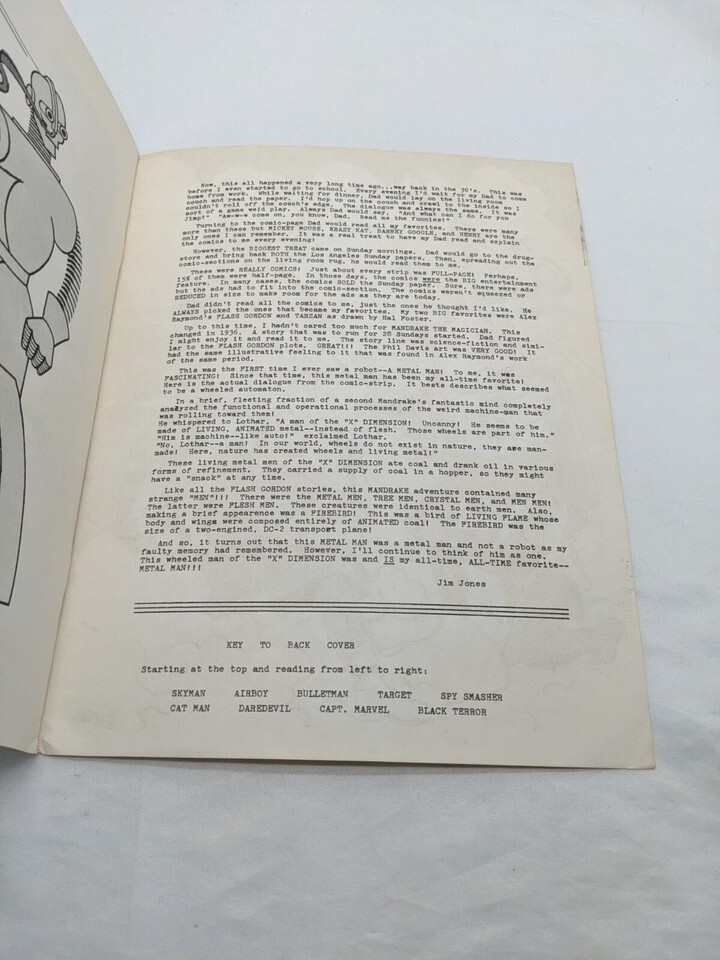 Now, this all happened a very long time ago...way back in the 30's. This was
before I even started to go to school. Every evening I'd wait for my Dad to come
home from work. While waiting for dinner, Dad would lay on the living room
couch and read the paper. I'd hop up on the couch and crawl to the inside so I
couldn't roll off the couch's edge. The dialogue was always the same. It was
sort of a game we'd play. Always Dad would say, "And what can I do for you
Jimp?" "Aw-w-w come on, you know, Dad. Read me the funnies!"
Turning to the comic-page Dad would read all my favorites. There were many
more than these but MICKEY MOUSE, KRAZY KAT, BARNEY GOOGLE, and HENRY are the
only ones I can remember. It was a real treat to have my Dad read and explain
the comics to me every evening!
However, the BIGGEST TREAT came on Sunday mornings. Dad would go to the drug-
store and bring back BOTH the Los Angeles Sunday papers. Then, spreading out the
comic-sections on the living room rug, he would read them to me.
These were REALLY COMICS! Just about every strip was FULL-PAGE! Perhaps,
15% of them were half-page. In those days, the comics were the BIG entertainment
feature. In many cases, the comics SOLD the Sunday paper. Sure, there were ads
but the ads had to fit into the comic-section. The comics weren't squeezed or
REDUCED in size to make room for the ads as they are today.
Dad didn't read all the comics to me, just the ones he thought I'd like. He
ALWAYS picked the ones that became my favorites. My two BIG favorites were Alex
Raymond's FLASH GORDON and TARZAN as drawn by Hal Foster.
Up to this time, I hadn't cared too much for MANDRAKE THE MAGICIAN. This
changed in 1936. A story that was to run for 28 Sundays started. Dad figured
I might enjoy it and read it to me. The story line was science-fiction and simi-
lar to the FLASH GORDON plots. GREAT!!! The Phil Davis art was VERY GOOD! It
had the same illustrative feeling to it that was found in Alex Raymond's work
of the same period.
This was the FIRST time I ever saw a robot--A METAL MAN! To me, it was
FASCINATING! Since that time, this metal man has been my all-time favorite!
Here is the actual dialogue from the comic-strip. It bests describes what seemed
to be a wheeled automaton.
In a brief, fleeting fraction of a second Mandrake's fantastic mind completely
analyzed the functional and operational processes of the weird machine-man that
was rolling toward them!
He whispered to Lothar, "A man of the "X" DIMENSION! Uncanny! He seems to be
made of LIVING, ANIMATED metal--instead of flesh. Those wheels are part of him."
"Him is machine--like auto!" exclaimed Lothar.
"No, Lothar--a man! In our world, wheels do not exist in nature, they are man-
made! Here, nature has created wheels and living metal!"
These living metal men of the "X" DIMENSION ate coal and drank oil in various
forms of refinement. They carried a supply of coal in a hopper, so they might
have a "snack" at any time.
Like all the FLASH GORDON stories, this MANDRAKE adventure contained many
strange "MEN"!!! There were the METAL MEN, TREE MEN, CRYSTAL MEN, and MEN MEN!
The latter were FLESH MEN. These creatures were identical to earth men. Also,
making a brief appearence was a FIREBIRD! This was a bird of LIVING FLAME whose
body and wings were composed entirely of ANIMATED coal! The FIREBIRD was the
size of a two-engined, DC-2 transport plane!
And so, it turns out that this METAL MAN was a metal man and not a robot as my
faulty memory had remembered. However, I'll continue to think of him as one.
This wheeled man of the "X" DIMENSION was and IS my all-time, ALL-TIME favorite--
METAL MAN!!!
Jim Jones
KEY TO BACK COVER
Starting at the top and reading from left to right:
SKYMAN AIRBOY BULLETMAN TARGET SPY SMASHER
CAT MAN DAREDEVIL CAPT. MARVEL BLACK TERROR